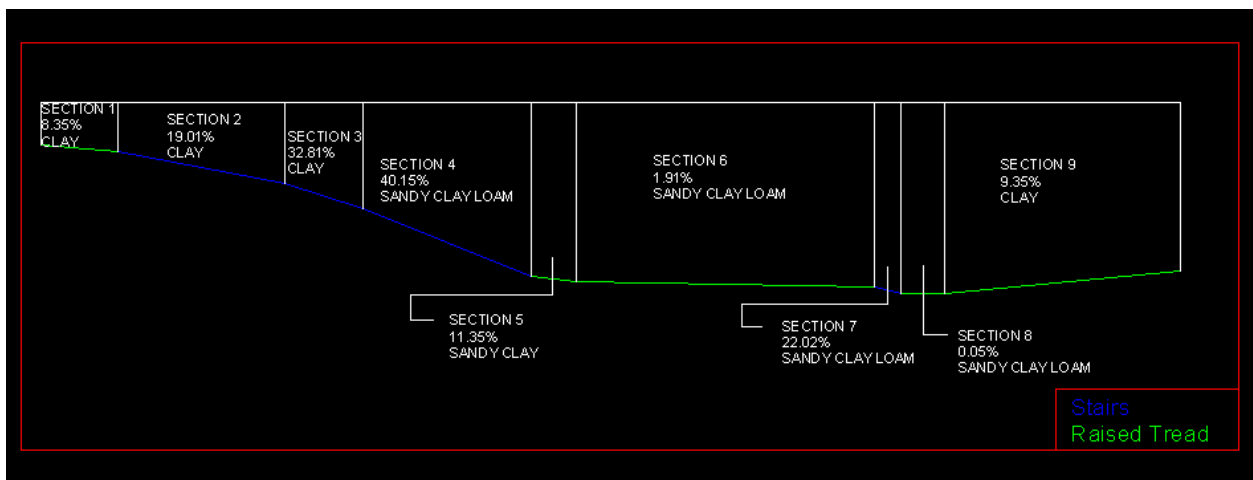 SECTION 1
8.35%
CLAY
SECTION 2
19.01%
CLAY
SECTION 3
32.81%
CLAY
SECTION 4
40.15%
SANDY CLAY LOAM
SECTION 6
1.91%
SANDY CLAY LOAM
SECTION 9
9.35%
CLAY
SECTION 5
11.35%
SANDY CLAY
SECTION 7
22.02%
SANDY CLAY LOAM
SECTION 8
0.05%
SANDY CLAY LOAM
Stairs
Raised Tread